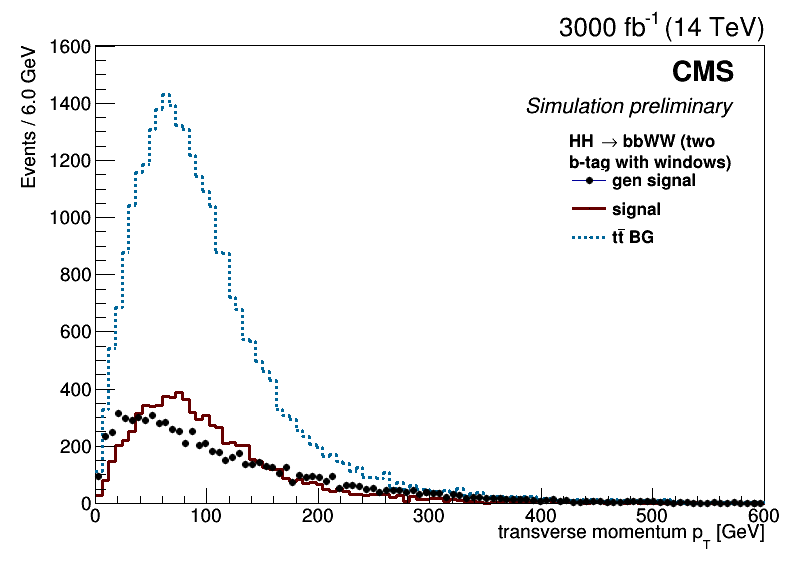 3000 fb⁻¹ (14 TeV)
Events / 6.0 GeV
1600
1400
1200
1000
800
600
400
200
0
CMS
Simulation preliminary
HH → bbWW (two
b-tag with windows)
gen signal
signal
tt̄ BG
0 100 200 300 400 500 600
transverse momentum p_T [GeV]